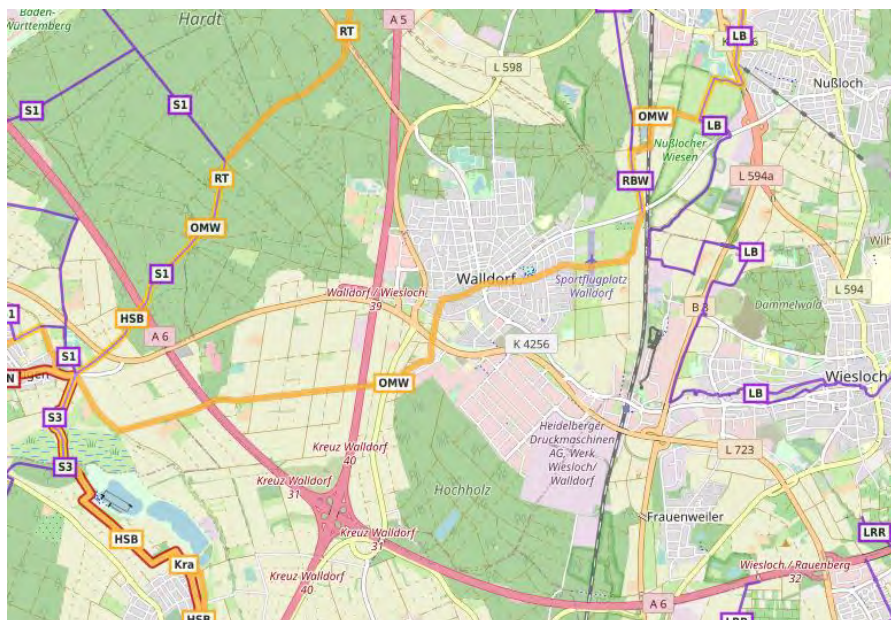 Baden-
Württemberg
Hardt
RT
A 5
LB
L 598
Nußloch
S1
S1
OMW
LB
Nußlocher
Wiesen
RT
RBW
L 594a
OMW
LB
S1
Walldorf
Sportflugplatz
Walldorf
Walldorf / Wiesloch
39
L 594
B 3
Dammelwald
HSB
A 6
K 4256
S1
Wiesloch
N
OMW
LB
S3
Heidelberger
Druckmaschinen
AG, Werk
Wiesloch/
Walldorf
Kreuz Walldorf
40
L 723
S3
Kreuz Walldorf
31
Hochholz
Frauenweiler
HSB
Kreuz Walldorf
31
LRR
Kra
Wiesloch / Rauenberg
32
Kreuz Walldorf
40
A 6
HSB
LRR